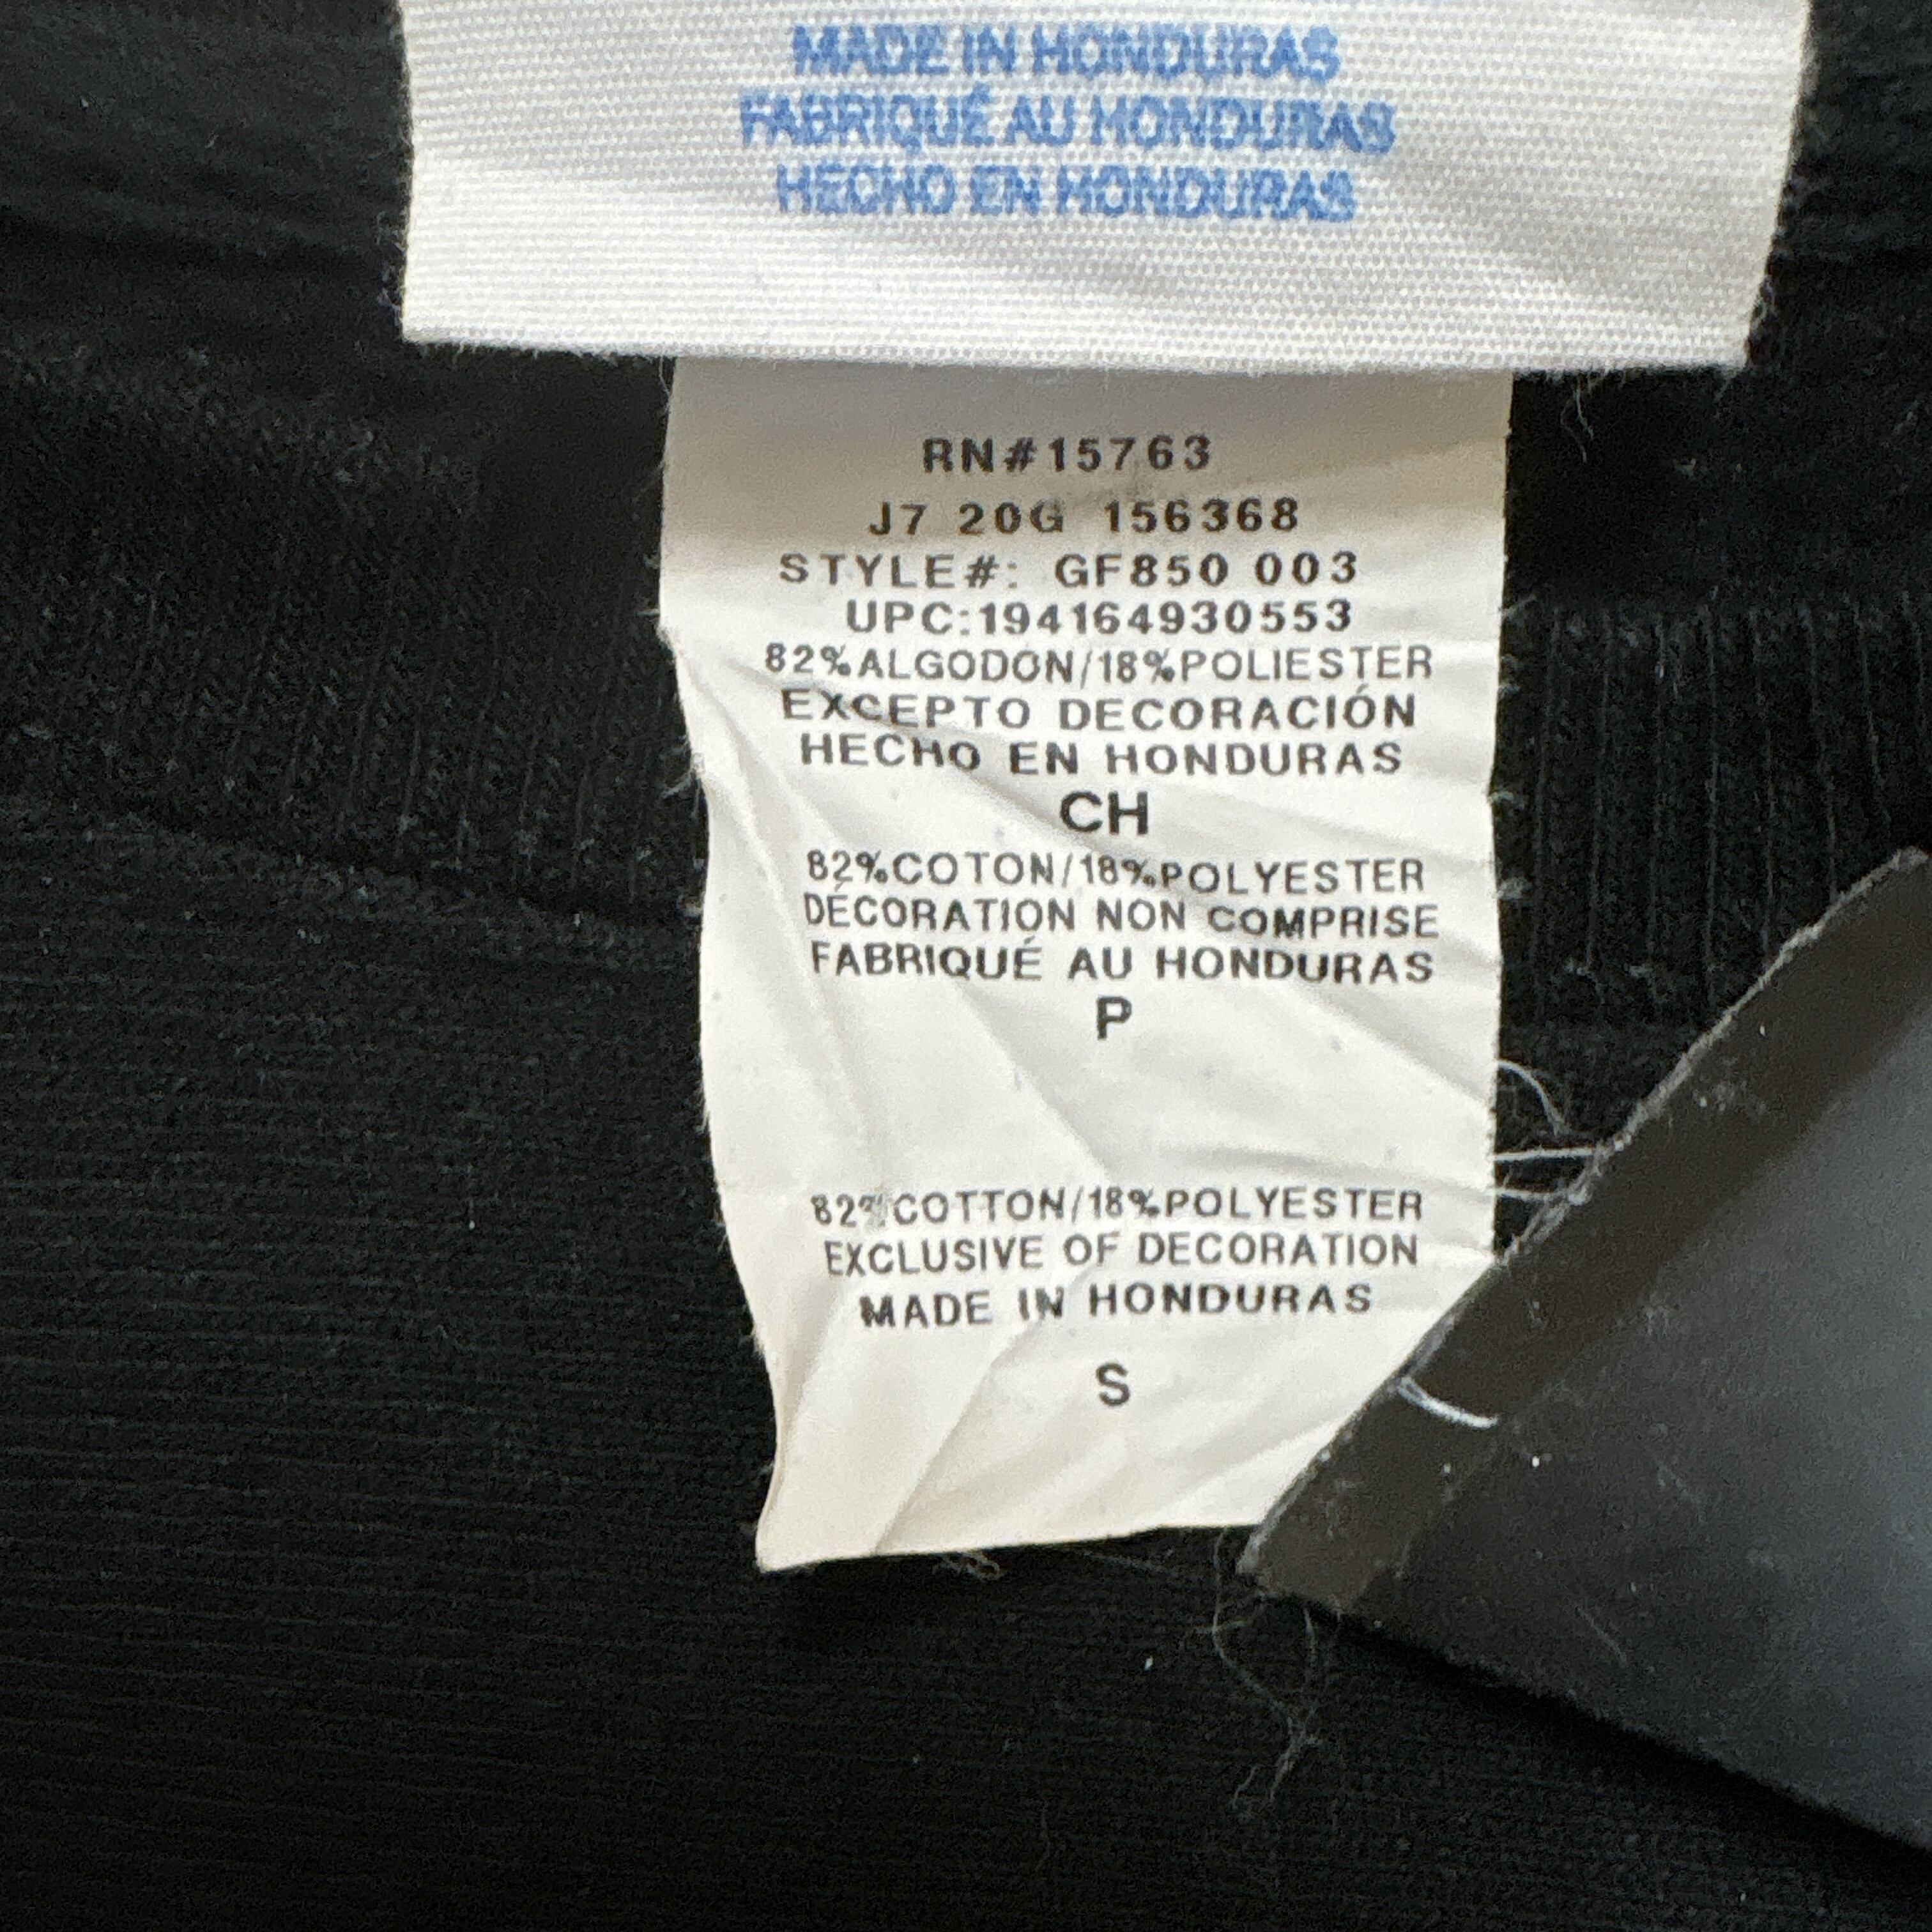 MADE IN HONDURAS
FABRIQUÉ AU HONDURAS
HECHO EN HONDURAS
RN#15763
J7 20G 156368
STYLE#: GF850 003
UPC:194164930553
82%ALGODON/18%POLIESTER
EXCEPTO DECORACIÓN
HECHO EN HONDURAS
CH
82%COTON/18%POLYESTER
DÉCORATION NON COMPRISE
FABRIQUÉ AU HONDURAS
P
82%COTTON/18%POLYESTER
EXCLUSIVE OF DECORATION
MADE IN HONDURAS
S